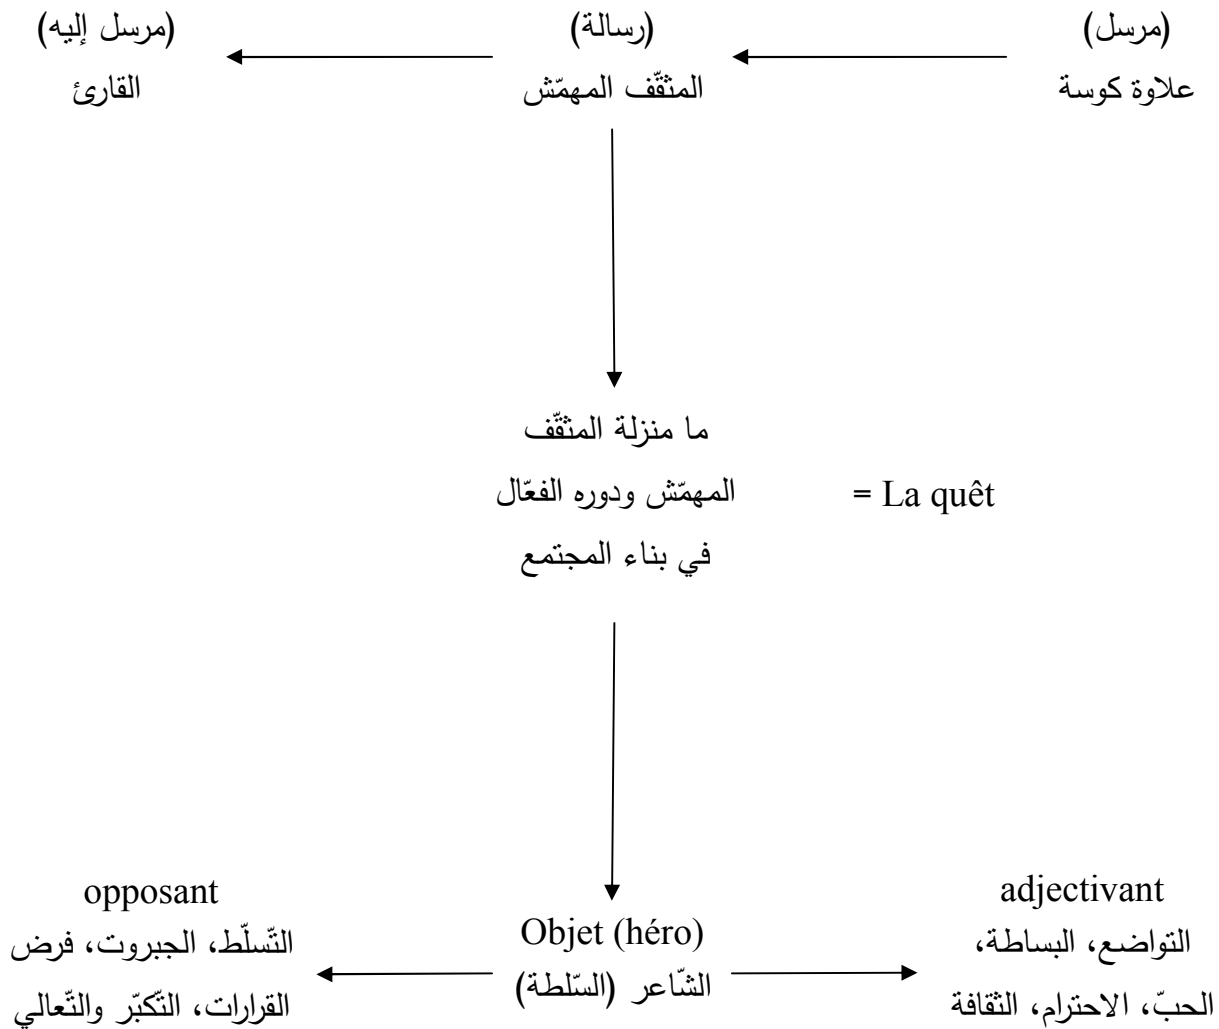 (مرسل)
علاوة كوسة
(رسالة)
المثقّف المهمّش
(مرسل إليه)
القارئ
ما منزلة المثقّف
المهمّش ودوره الفعّال
في بناء المجتمع
= La quêt
adjectivant
التواضع، البساطة،
الحبّ، الاحترام، الثقافة
Objet (héro)
الشّاعر (السّلطة)
opposant
التّسلّط، الجبروت، فرض
القرارات، التّكبّر والتّعالي